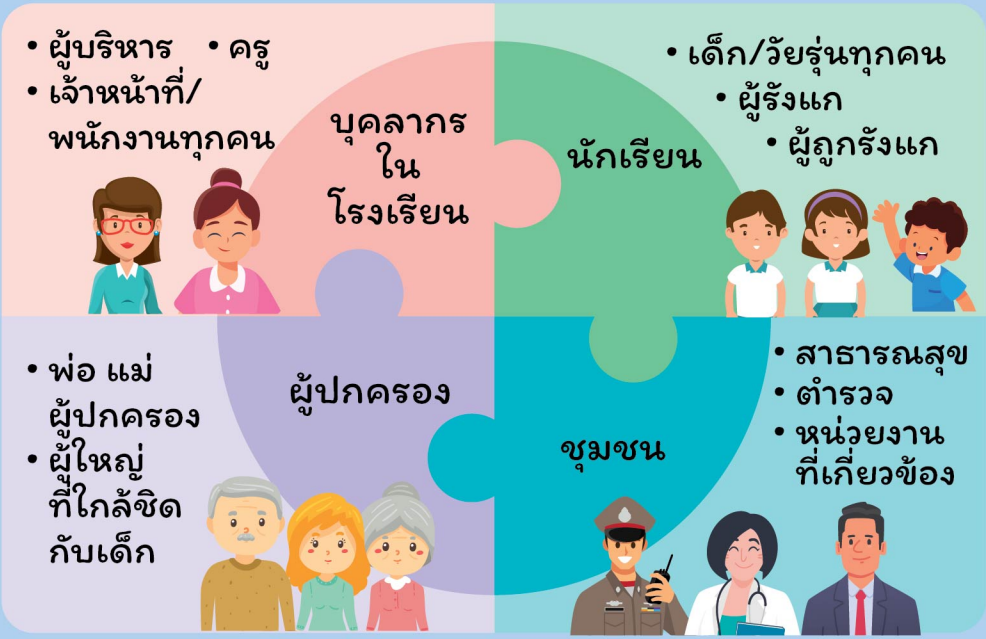 • ผู้บริหาร • ครู
• เจ้าหน้าที่/
พนักงานทุกคน
บุคลากร
ใน
โรงเรียน
นักเรียน
• เด็ก/วัยรุ่นทุกคน
• ผู้รังแก
• ผู้ถูกรังแก
• พ่อ แม่
ผู้ปกครอง
• ผู้ใหญ่
ที่ใกล้ชิด
กับเด็ก
ผู้ปกครอง
ชุมชน
• สาธารณสุข
• ตำรวจ
• หน่วยงาน
ที่เกี่ยวข้อง